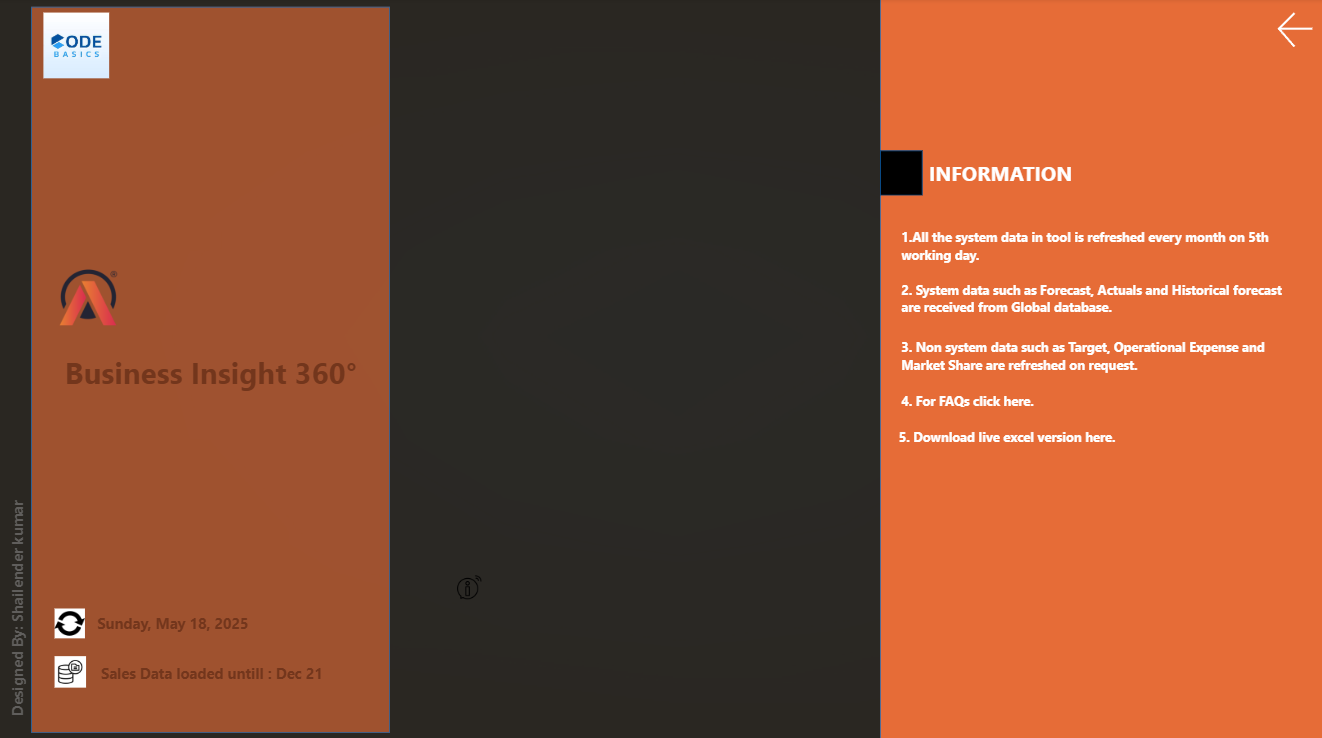 CODE
BASICS
Business Insight 360°
Designed By: Shailender kumar
Sunday, May 18, 2025
Sales Data loaded untill : Dec 21
INFORMATION
1.All the system data in tool is refreshed every month on 5th
working day.
2. System data such as Forecast, Actuals and Historical forecast
are received from Global database.
3. Non system data such as Target, Operational Expense and
Market Share are refreshed on request.
4. For FAQs click here.
5. Download live excel version here.